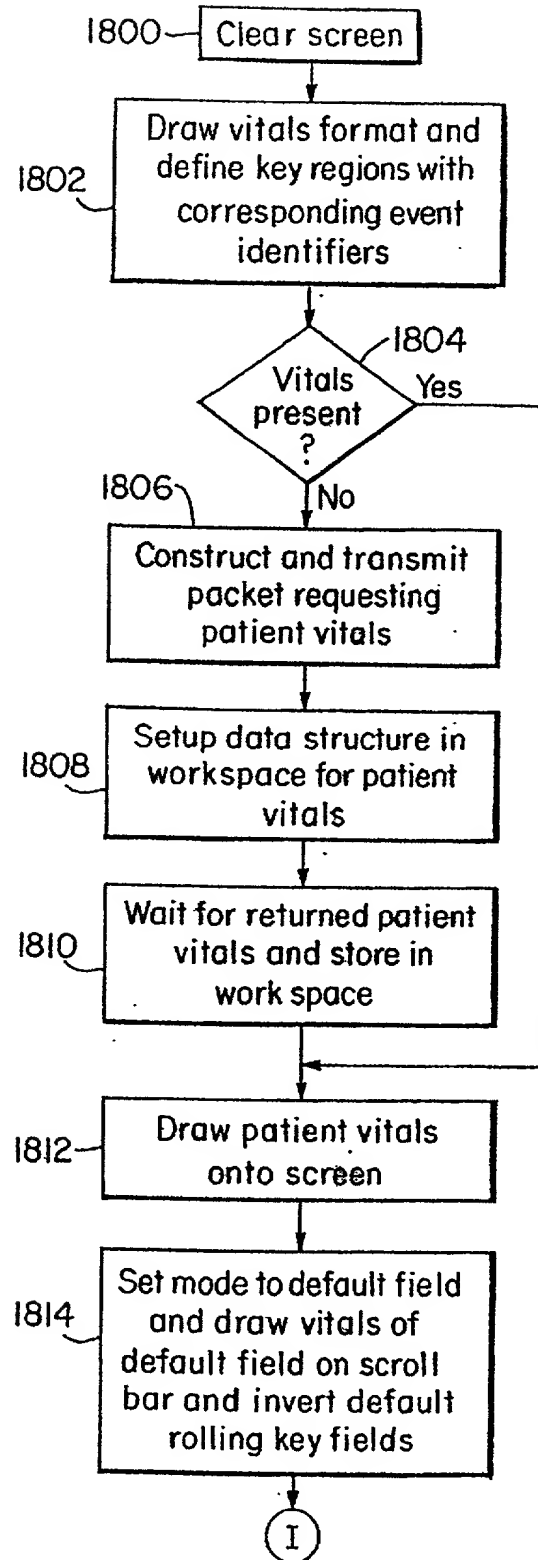 1800
Clear screen
1802
Draw vitals format and
define key regions with
corresponding event
identifiers
1804
Vitals
present
?
Yes
No
1806
Construct and transmit
packet requesting
patient vitals
1808
Setup data structure in
workspace for patient
vitals
1810
Wait for returned patient
vitals and store in
work space
1812
Draw patient vitals
onto screen
1814
Set mode to default field
and draw vitals of
default field on scroll
bar and invert default
rolling key fields
I